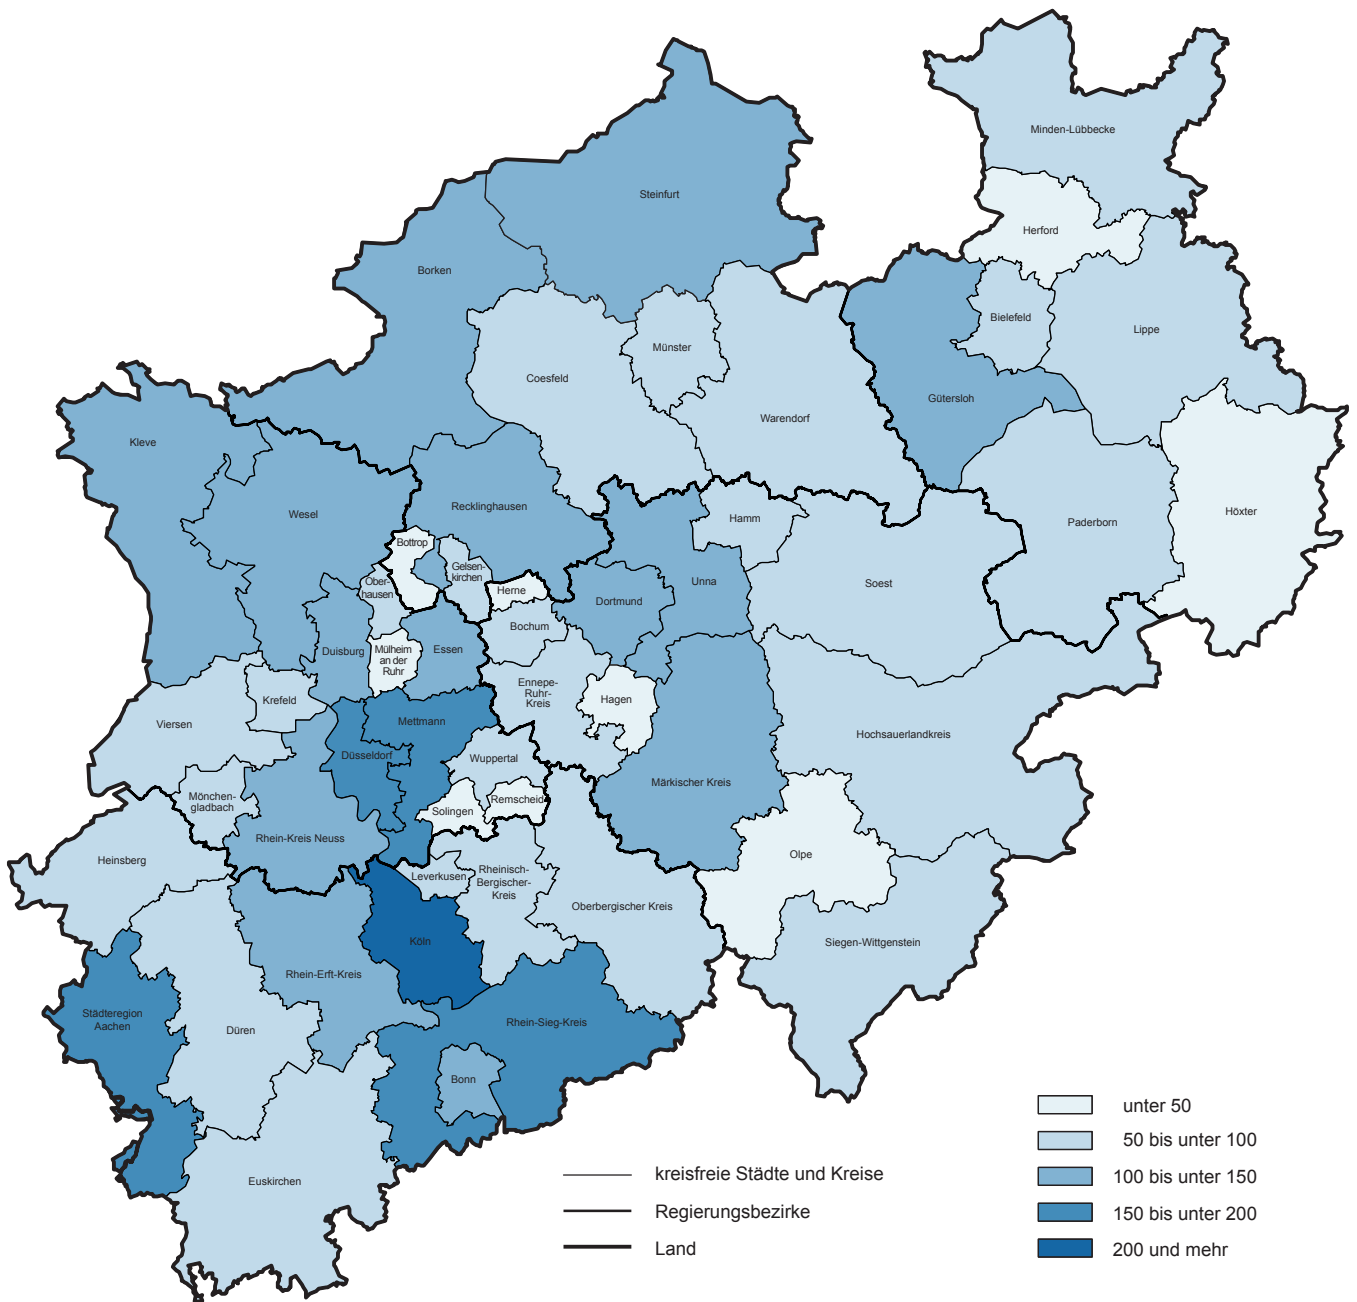 Minden-Lübbecke
Steinfurt
Herford
Borken
Bielefeld
Lippe
Münster
Coesfeld
Gütersloh
Warendorf
Kleve
Recklinghausen
Wesel
Hamm
Paderborn
Höxter
Bottrop
Gelsen-
kirchen
Ober-
hausen
Herne
Unna
Soest
Dortmund
Bochum
Duisburg
Mülheim
an der
Ruhr
Essen
Ennepe-
Ruhr-
Kreis
Hagen
Krefeld
Viersen
Mettmann
Hochsauerlandkreis
Düsseldorf
Wuppertal
Märkischer Kreis
Mönchen-
gladbach
Solingen
Remscheid
Rhein-Kreis Neuss
Olpe
Heinsberg
Leverkusen
Rheinisch-
Bergischer-
Kreis
Oberbergischer Kreis
Köln
Siegen-Wittgenstein
Rhein-Erft-Kreis
Städteregion
Aachen
Düren
Rhein-Sieg-Kreis
Bonn
Euskirchen
kreisfreie Städte und Kreise
Regierungsbezirke
Land
unter 50
50 bis unter 100
100 bis unter 150
150 bis unter 200
200 und mehr